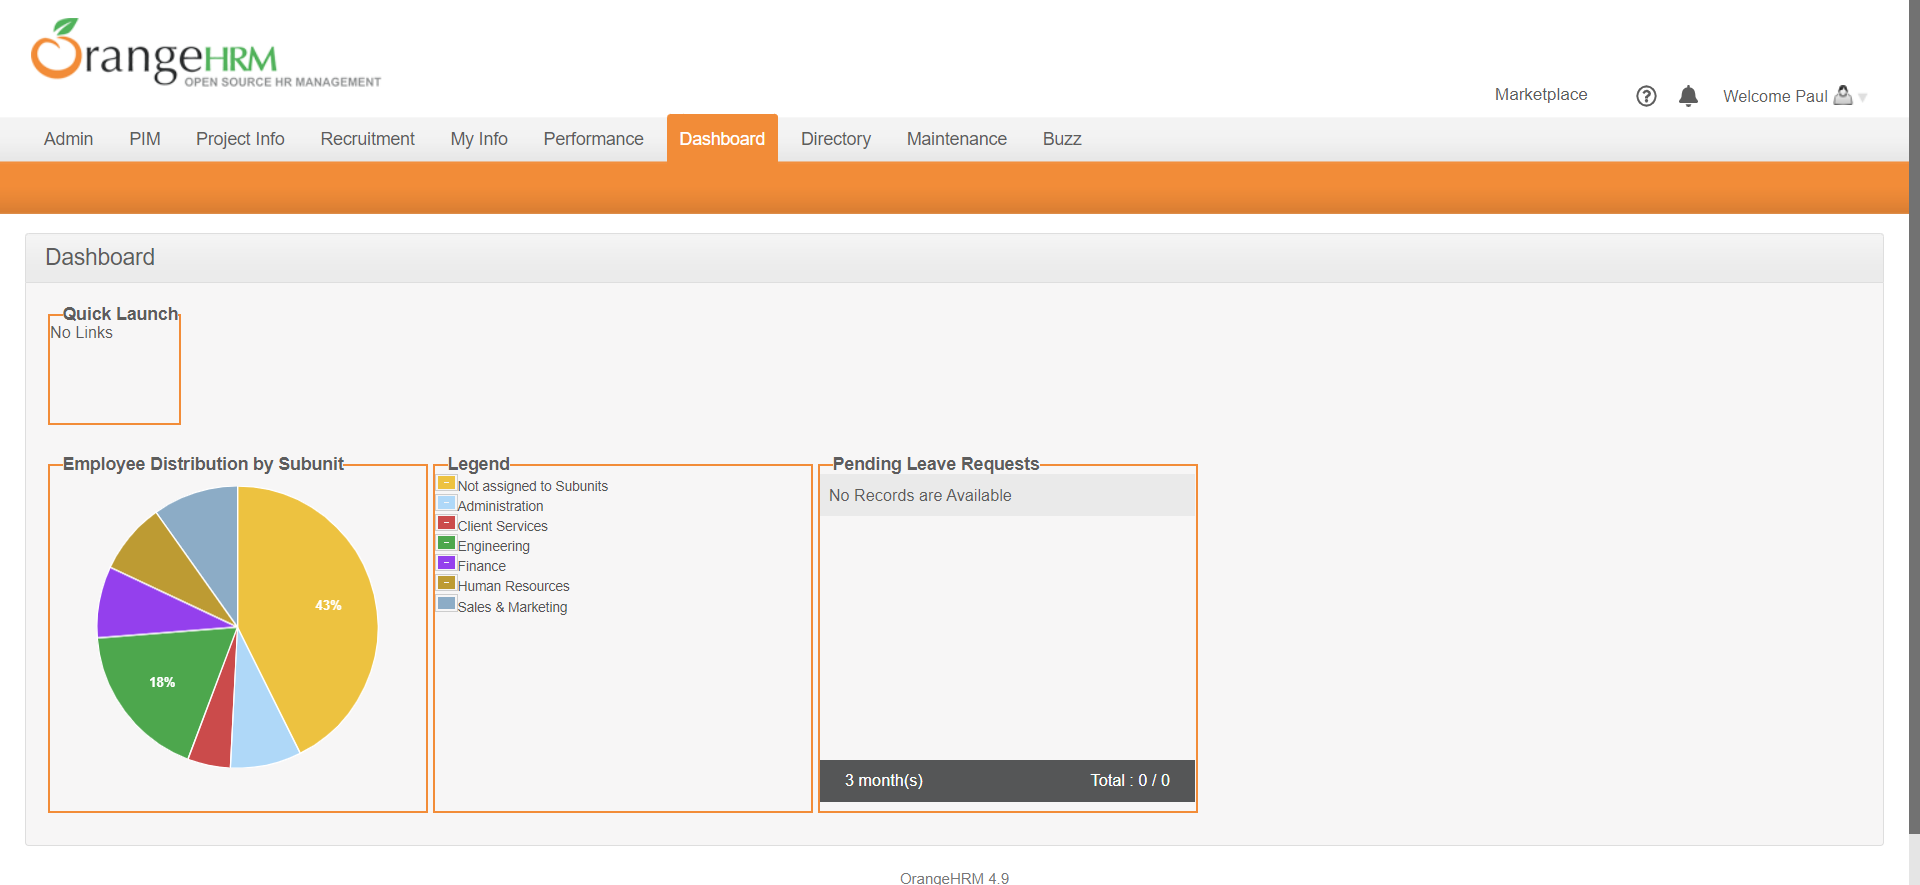 OrangeHRM
OPEN SOURCE HR MANAGEMENT
Marketplace
?
Welcome Paul
Admin
PIM
Project Info
Recruitment
My Info
Performance
Dashboard
Directory
Maintenance
Buzz
Dashboard
Quick Launch
No Links
Employee Distribution by Subunit
43%
18%
Legend
Not assigned to Subunits
Administration
Client Services
Engineering
Finance
Human Resources
Sales & Marketing
Pending Leave Requests
No Records are Available
3 month(s)
Total : 0 / 0
OrangeHRM 4.9